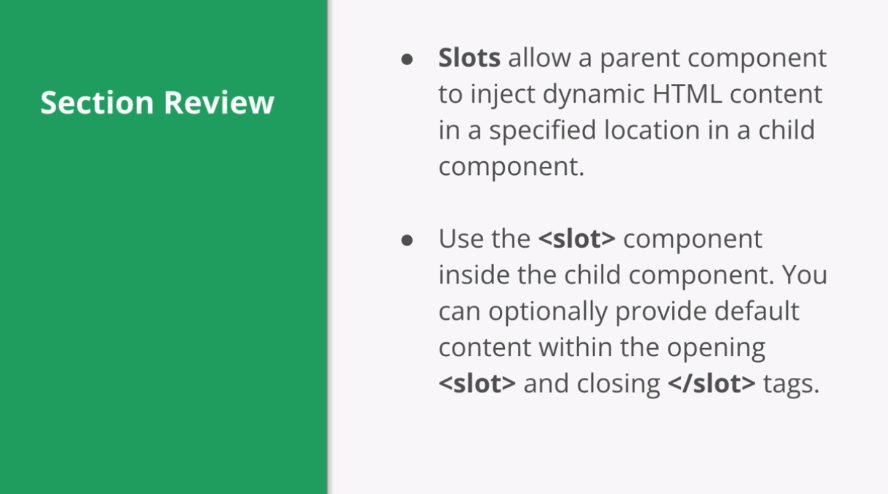 Section Review
● Slots allow a parent component
to inject dynamic HTML content
in a specified location in a child
component.
● Use the <slot> component
inside the child component. You
can optionally provide default
content within the opening
<slot> and closing </slot> tags.